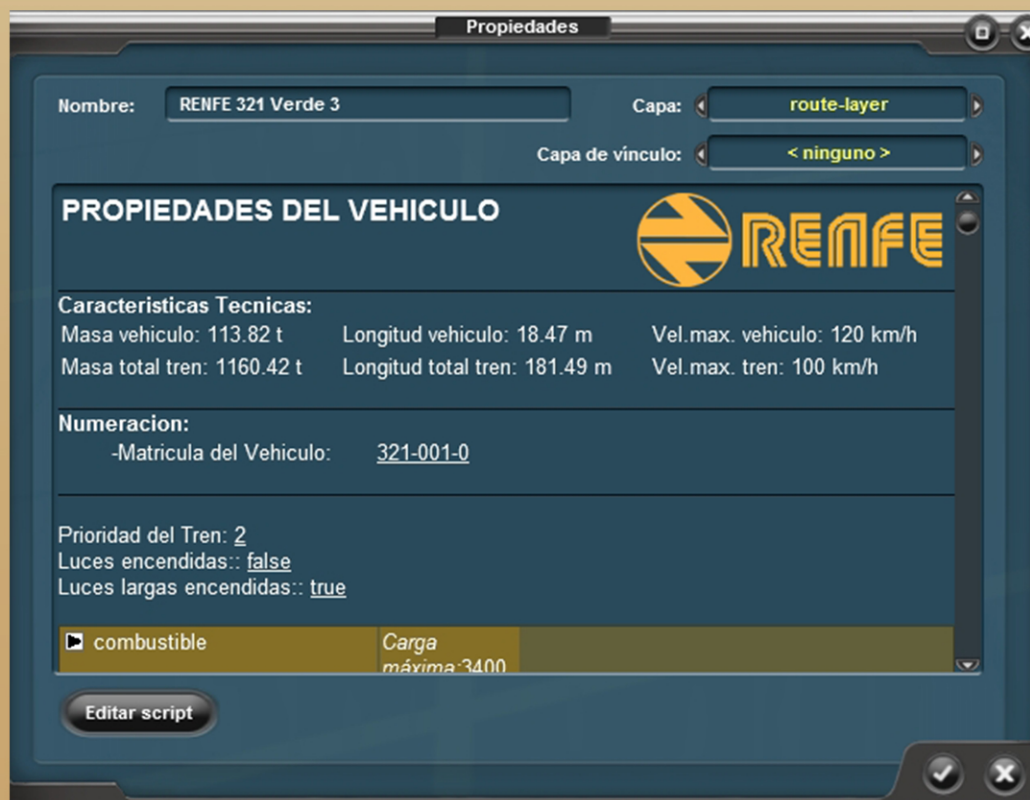 Propiedades
Nombre: RENFE 321 Verde 3 Capa: route-layer
Capa de vínculo: < ninguno >
PROPIEDADES DEL VEHICULO RENFE
Caracteristicas Tecnicas:
Masa vehiculo: 113.82 t Longitud vehiculo: 18.47 m Vel.max. vehiculo: 120 km/h
Masa total tren: 1160.42 t Longitud total tren: 181.49 m Vel.max. tren: 100 km/h
Numeracion:
-Matricula del Vehiculo: 321-001-0
Prioridad del Tren: 2
Luces encendidas:: false
Luces largas encendidas:: true
combustible Carga
máxima:3400
Editar script